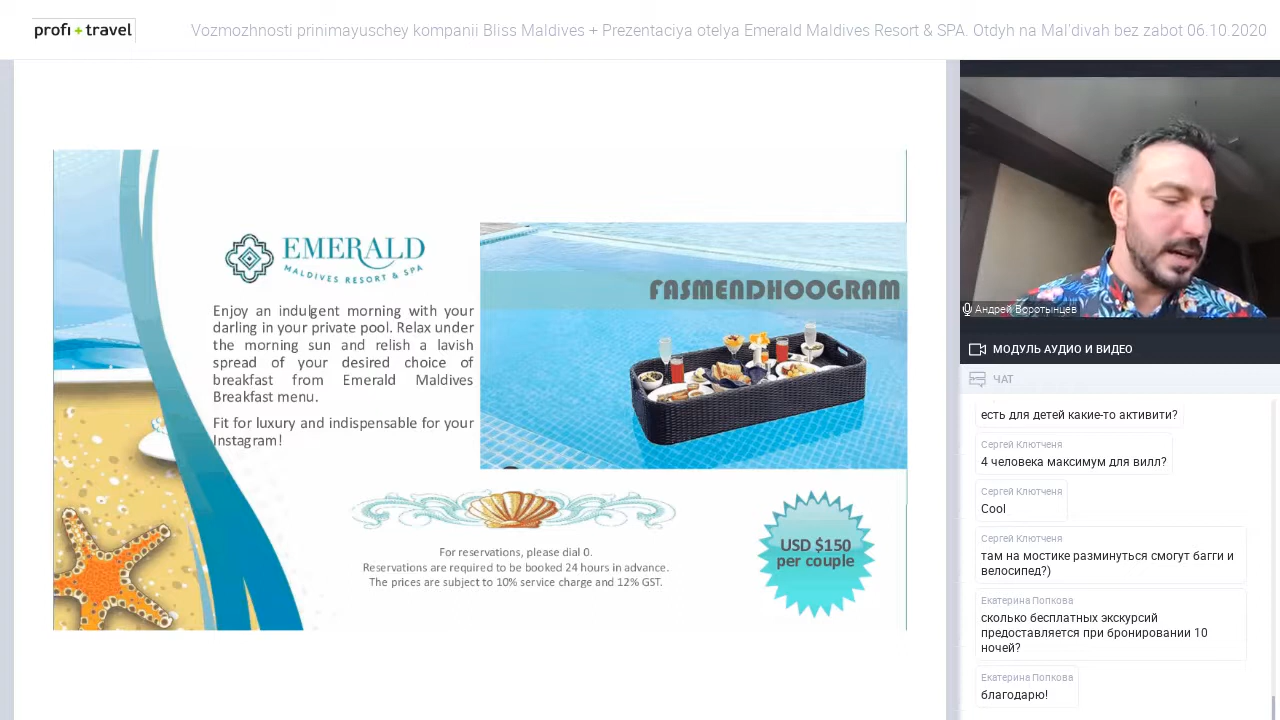 profi + travel
Vozmozhnosti prinimayuschey kompanii Bliss Maldives + Prezentaciya otelya Emerald Maldives Resort & SPA. Otdyh na Mal'divah bez zabot 06.10.2020
EMERALD
MALDIVES RESORT & SPA
Enjoy an indulgent morning with your
darling in your private pool. Relax under
the morning sun and relish a lavish
spread of your desired choice of
breakfast from Emerald Maldives
Breakfast menu.
Fit for luxury and indispensable for your
Instagram!
FASMENDHOOGRAM
For reservations, please dial 0.
Reservations are required to be booked 24 hours in advance.
The prices are subject to 10% service charge and 12% GST.
USD $150
per couple
Андрей Воротынцев
МОДУЛЬ АУДИО И ВИДЕО
ЧАТ
есть для детей какие-то активити?
Сергей Клютченя
4 человека максимум для вилл?
Сергей Клютченя
Cool
Сергей Клютченя
там на мостике разминуться смогут багги и
велосипед?)
Екатерина Попкова
сколько бесплатных экскурсий
предоставляется при бронировании 10
ночей?
Екатерина Попкова
благодарю!